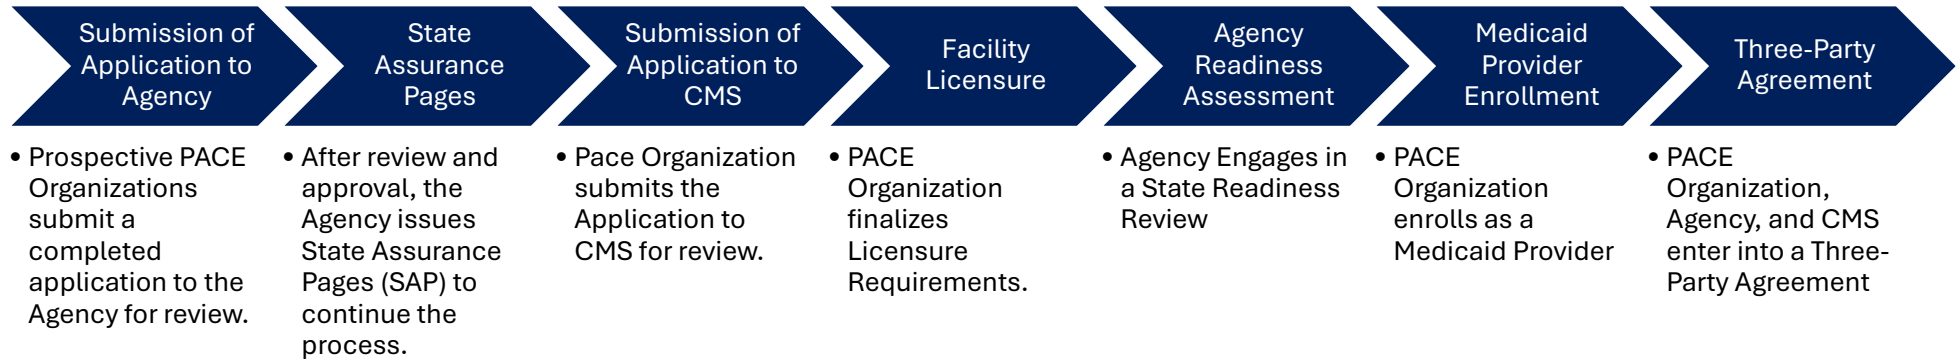 Submission of
Application to
Agency
State
Assurance
Pages
Submission of
Application to
CMS
Facility
Licensure
Agency
Readiness
Assessment
Medicaid
Provider
Enrollment
Three-Party
Agreement
• Prospective PACE
Organizations
submit a
completed
application to the
Agency for review.
• After review and
approval, the
Agency issues
State Assurance
Pages (SAP) to
continue the
process.
• Pace Organization
submits the
Application to
CMS for review.
• PACE
Organization
finalizes
Licensure
Requirements.
• Agency Engages in
a State Readiness
Review
• PACE
Organization
enrolls as a
Medicaid Provider
• PACE
Organization,
Agency, and CMS
enter into a Three-
Party Agreement